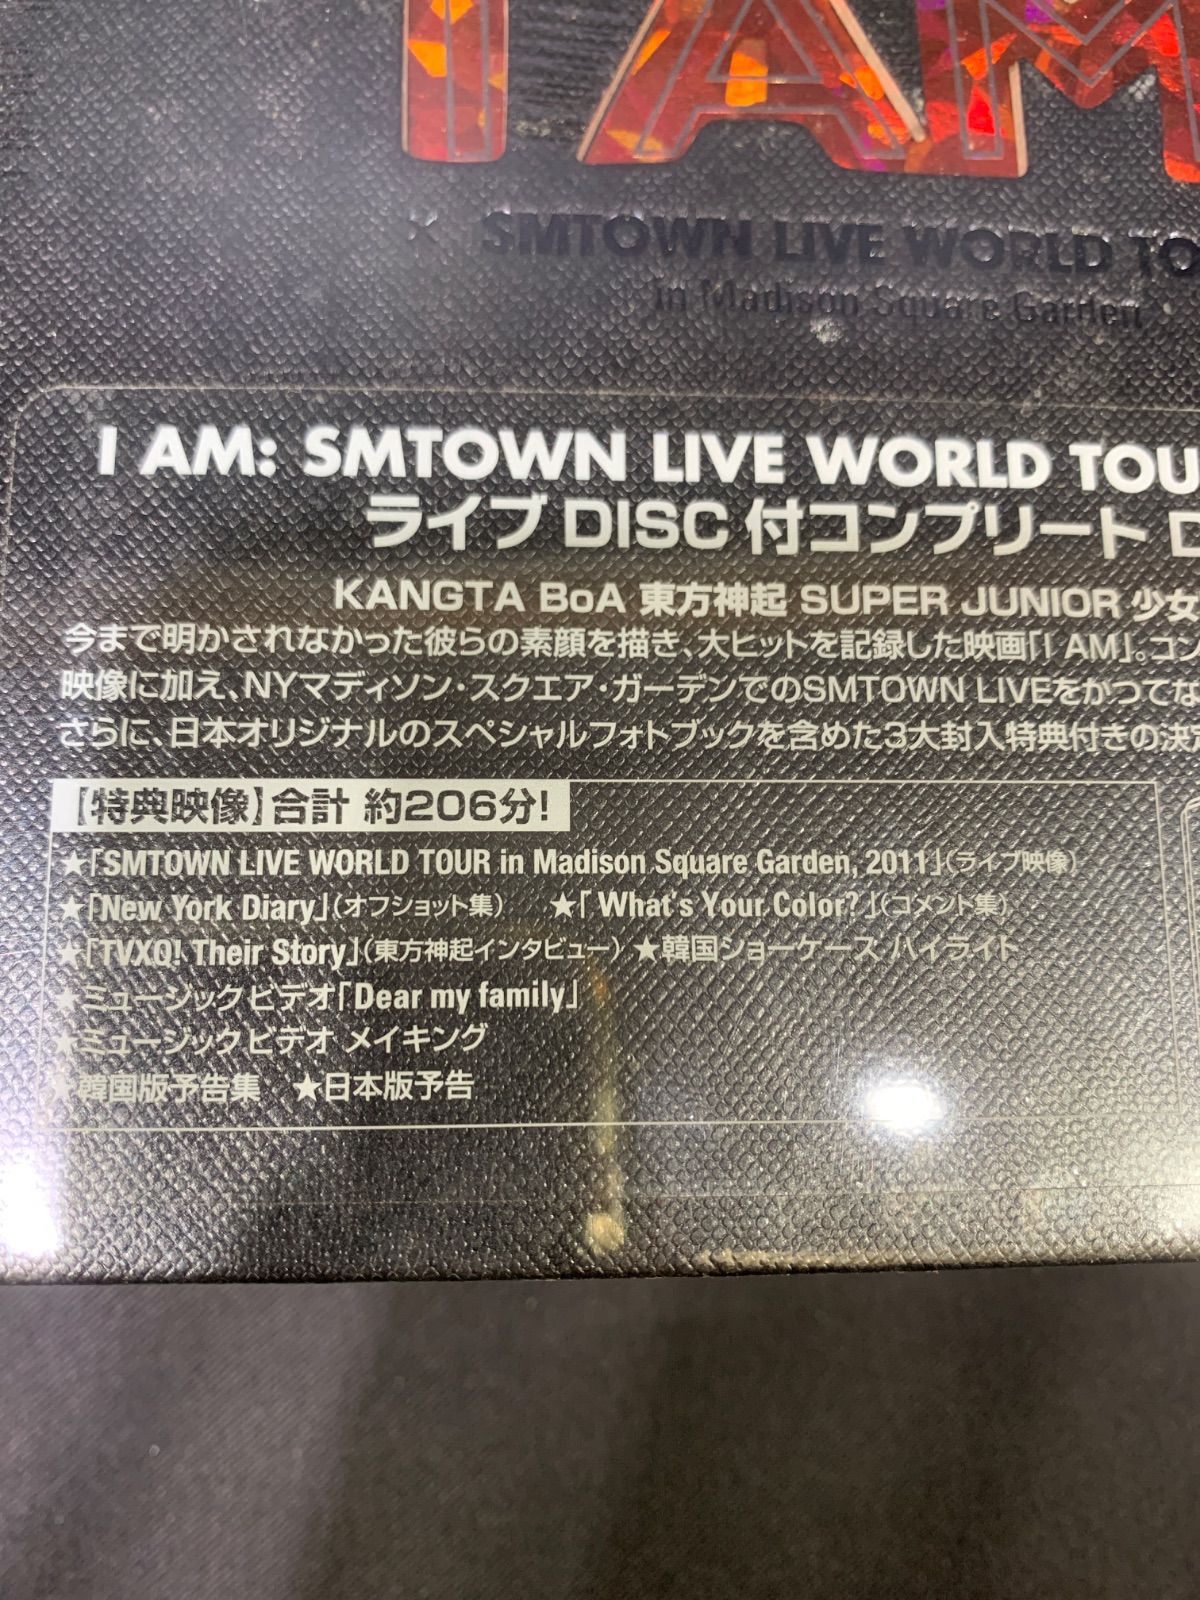 I AM
× SMTOWN LIVE WORLD TO
in Madison Square Garden
I AM: SMTOWN LIVE WORLD TOU
ライブ DISC 付コンプリート D
KANGTA BoA 東方神起 SUPER JUNIOR 少女
今まで明かされなかった彼らの素顔を描き、大ヒットを記録した映画「I AM」。コン
映像に加え、NYマディソン・スクエア・ガーデンでのSMTOWN LIVEをかつてな
さらに、日本オリジナルのスペシャルフォトブックを含めた3大封入特典付きの決定
【特典映像】合計 約206分!
★「SMTOWN LIVE WORLD TOUR in Madison Square Garden, 2011」(ライブ映像)
★「New York Diary」(オフショット集) ★「What's Your Color?」(コメント集)
★「TVXQ! Their Story」(東方神起インタビュー) ★韓国ショーケース ハイライト
★ミュージックビデオ「Dear my family」
★ミュージックビデオ メイキング
★韓国版予告集 ★日本版予告